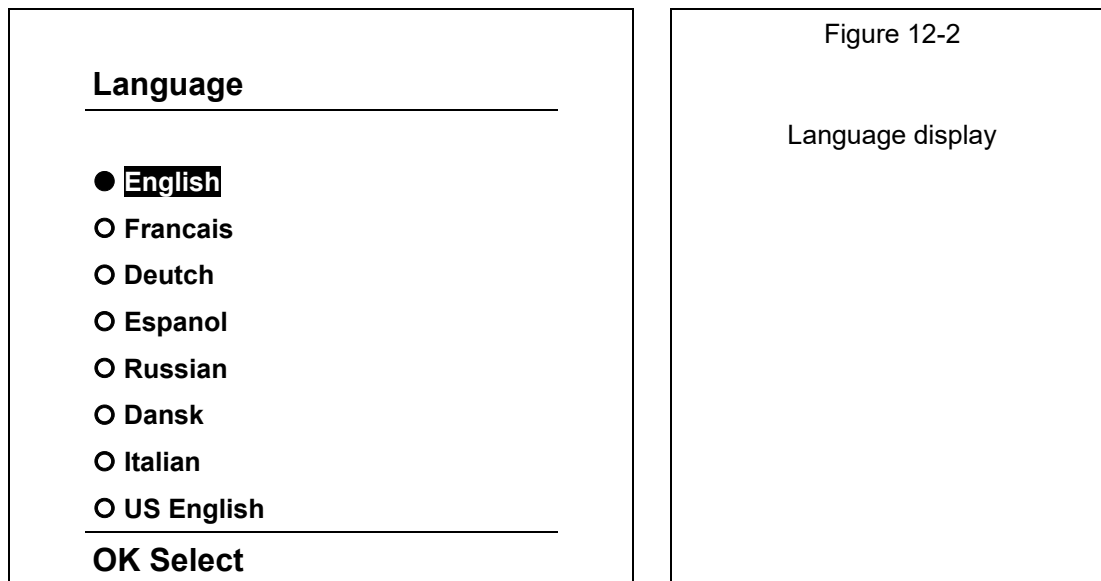 Language
English
Francais
Deutch
Espanol
Russian
Dansk
Italian
US English
OK Select
Figure 12-2
Language display